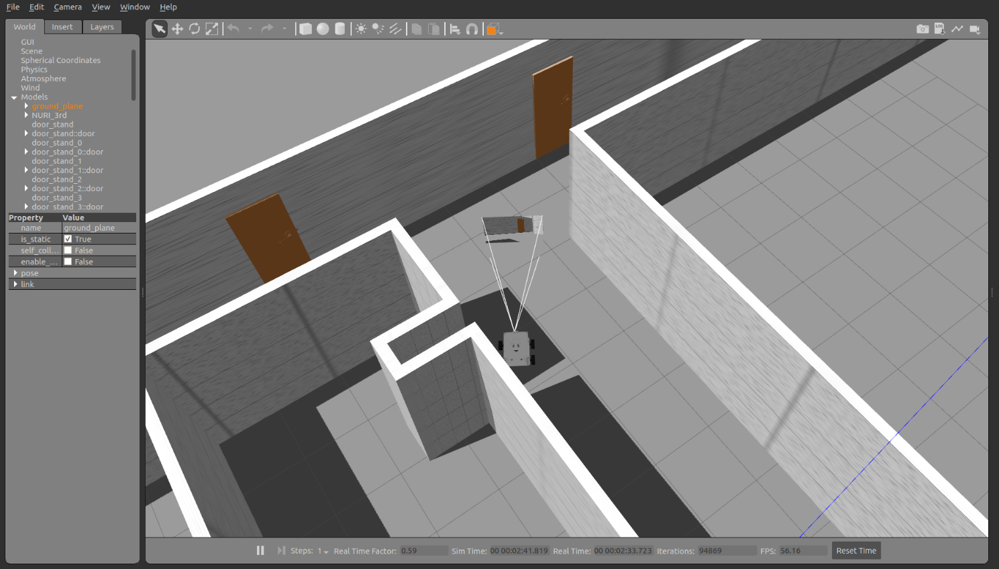 File Edit Camera View Window Help
World Insert Layers
GUI
Scene
Spherical Coordinates
Physics
Atmosphere
Wind
Models
ground_plane
NURI_3rd
door_stand
door_stand::door
door_stand_0
door_stand_0::door
door_stand_1
door_stand_1::door
door_stand_2
door_stand_2::door
door_stand_3
door_stand_3::door
Property Value
name ground_plane
is_static True
self_coll... False
enable_... False
pose
link
LOG
Steps: 1 Real Time Factor: 0.59 Sim Time: 00 00:02:41.819 Real Time: 00 00:02:33.723 Iterations: 94869 FPS: 56.16 Reset Time